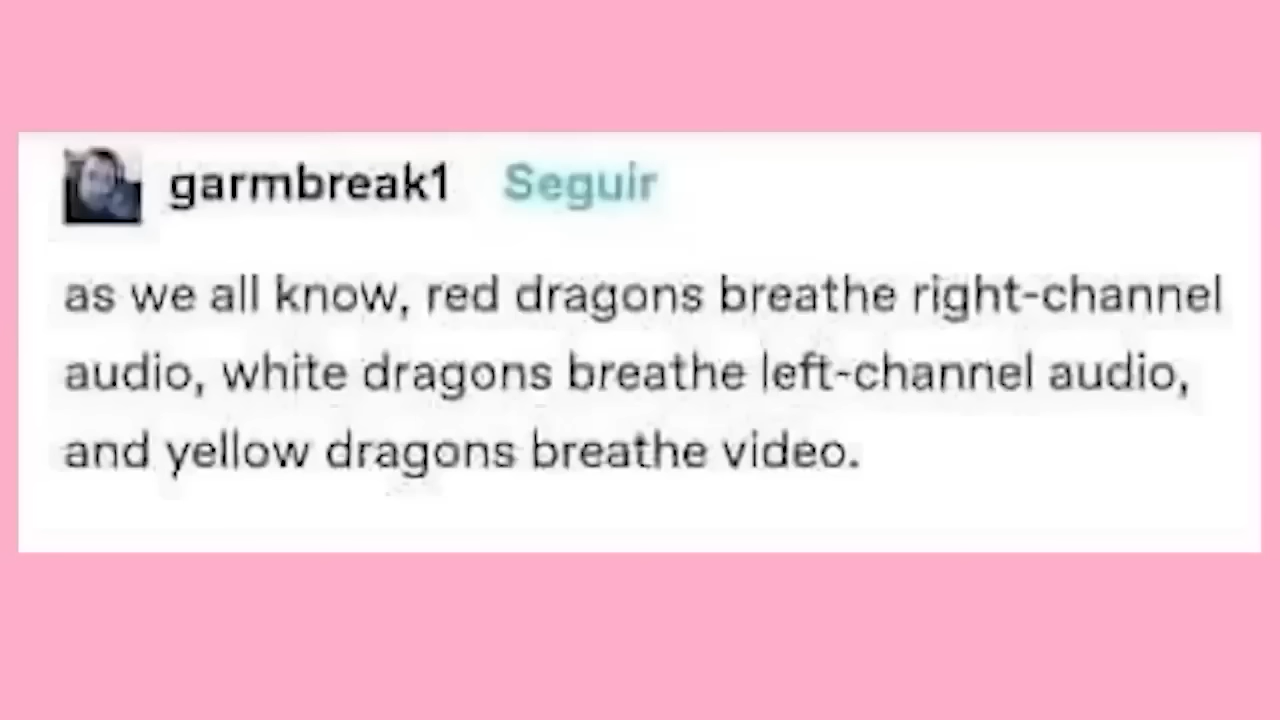 garmbreak1 Seguir
as we all know, red dragons breathe right-channel
audio, white dragons breathe left-channel audio,
and yellow dragons breathe video.